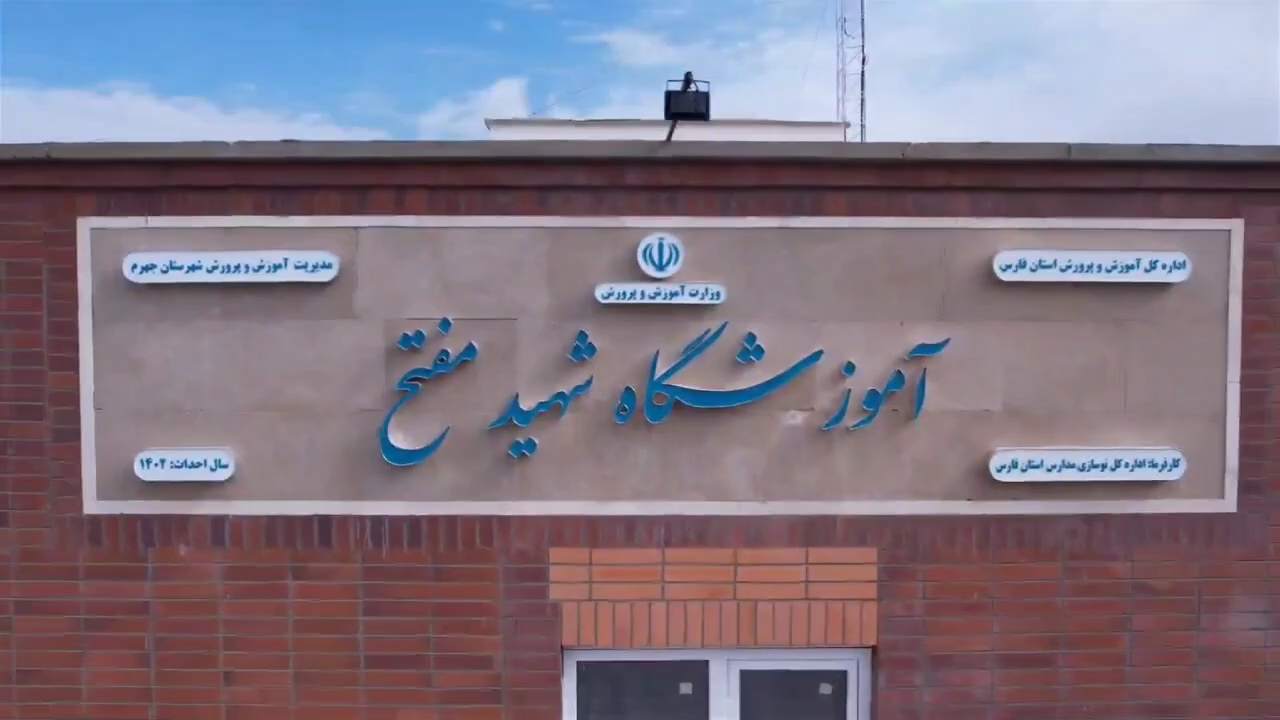 اداره کل آموزش و پرورش استان فارس
وزارت آموزش و پرورش
مدیریت آموزش و پرورش شهرستان جهرم
آموزشگاه شهید مفتح
کارفرما: اداره کل نوسازی مدارس استان فارس
سال احداث: ۱۴۰۲